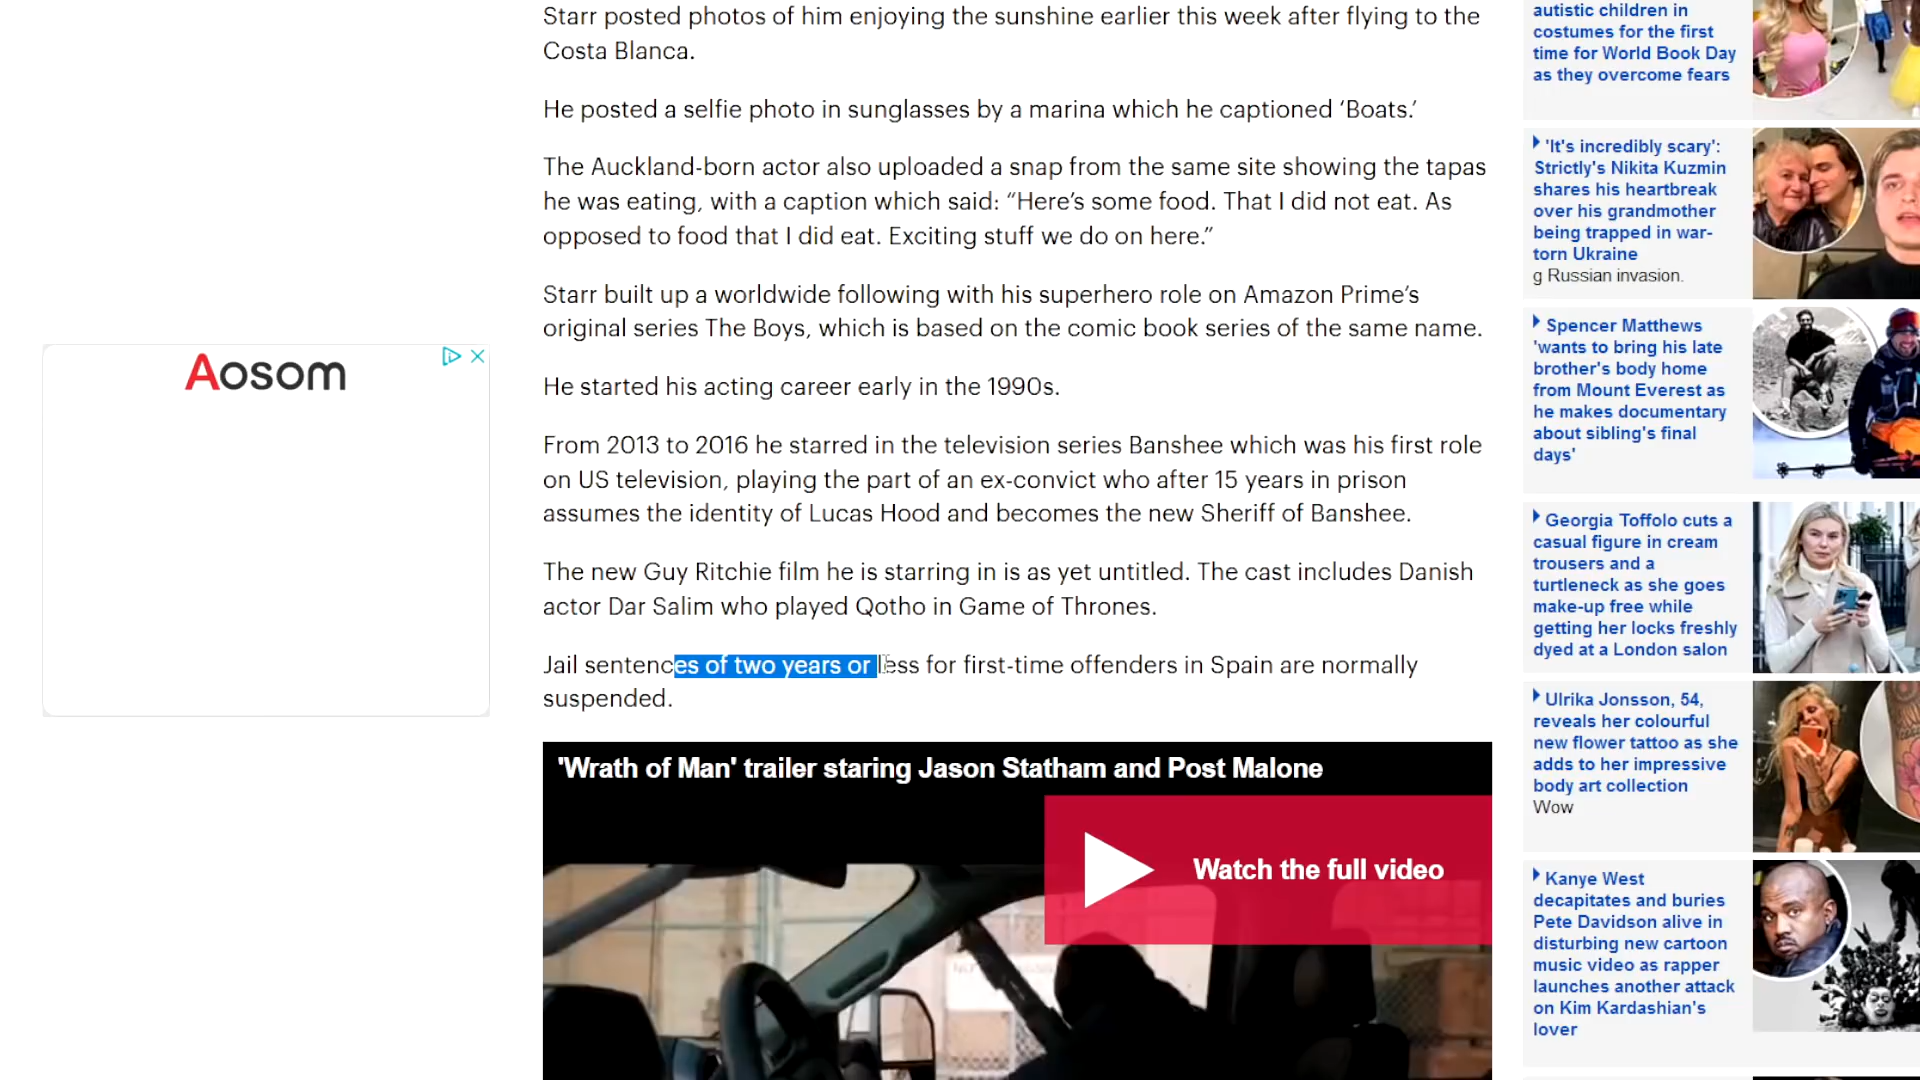 Starr posted photos of him enjoying the sunshine earlier this week after flying to the
Costa Blanca.
He posted a selfie photo in sunglasses by a marina which he captioned ‘Boats.’
The Auckland-born actor also uploaded a snap from the same site showing the tapas
he was eating, with a caption which said: “Here’s some food. That I did not eat. As
opposed to food that I did eat. Exciting stuff we do on here.”
Starr built up a worldwide following with his superhero role on Amazon Prime’s
original series The Boys, which is based on the comic book series of the same name.
He started his acting career early in the 1990s.
From 2013 to 2016 he starred in the television series Banshee which was his first role
on US television, playing the part of an ex-convict who after 15 years in prison
assumes the identity of Lucas Hood and becomes the new Sheriff of Banshee.
The new Guy Ritchie film he is starring in is as yet untitled. The cast includes Danish
actor Dar Salim who played Qotho in Game of Thrones.
Jail sentences of two years or less for first-time offenders in Spain are normally
suspended.
'Wrath of Man' trailer staring Jason Statham and Post Malone
Watch the full video
Aosom
autistic children in
costumes for the first
time for World Book Day
as they overcome fears
'It's incredibly scary':
Strictly's Nikita Kuzmin
shares his heartbreak
over his grandmother
being trapped in war-
torn Ukraine
g Russian invasion.
Spencer Matthews
'wants to bring his late
brother's body home
from Mount Everest as
he makes documentary
about sibling's final
days'
Georgia Toffolo cuts a
casual figure in cream
trousers and a
turtleneck as she goes
make-up free while
getting her locks freshly
dyed at a London salon
Ulrika Jonsson, 54,
reveals her colourful
new flower tattoo as she
adds to her impressive
body art collection
Wow
Kanye West
decapitates and buries
Pete Davidson alive in
disturbing new cartoon
music video as rapper
launches another attack
on Kim Kardashian's
lover